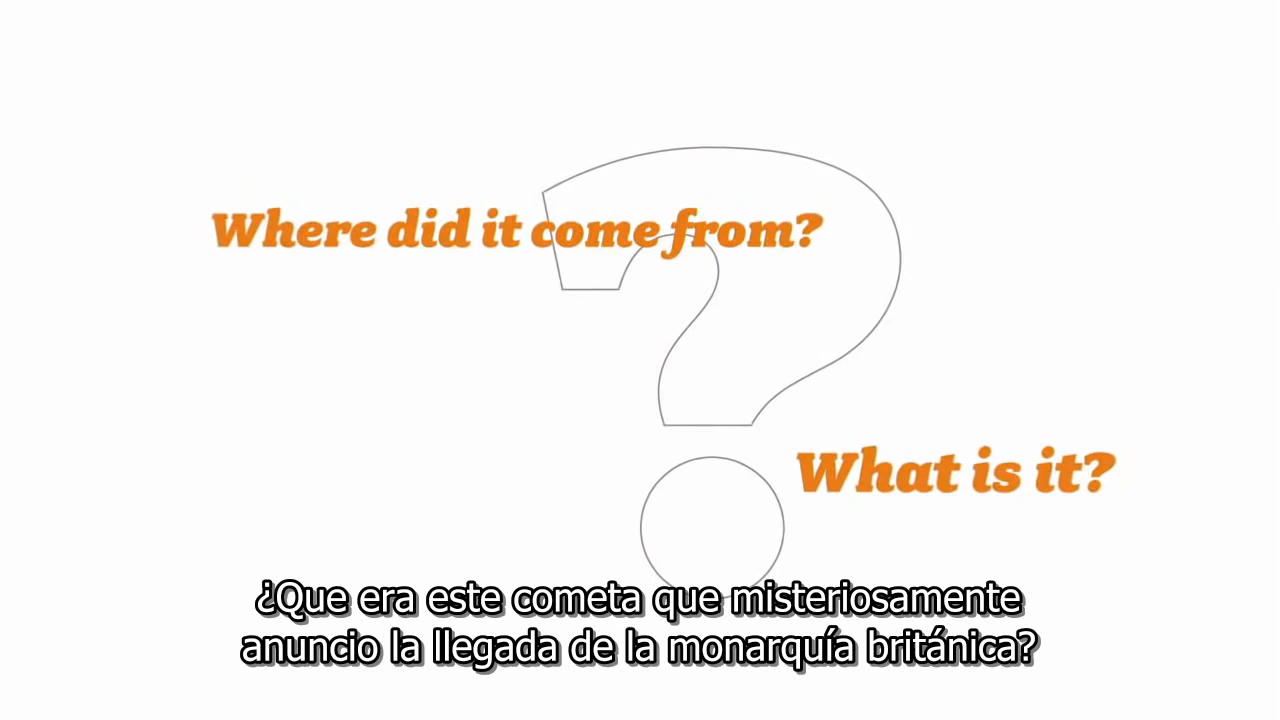 Where did it come from?
What is it?
¿Que era este cometa que misteriosamente
anuncio la llegada de la monarquía británica?